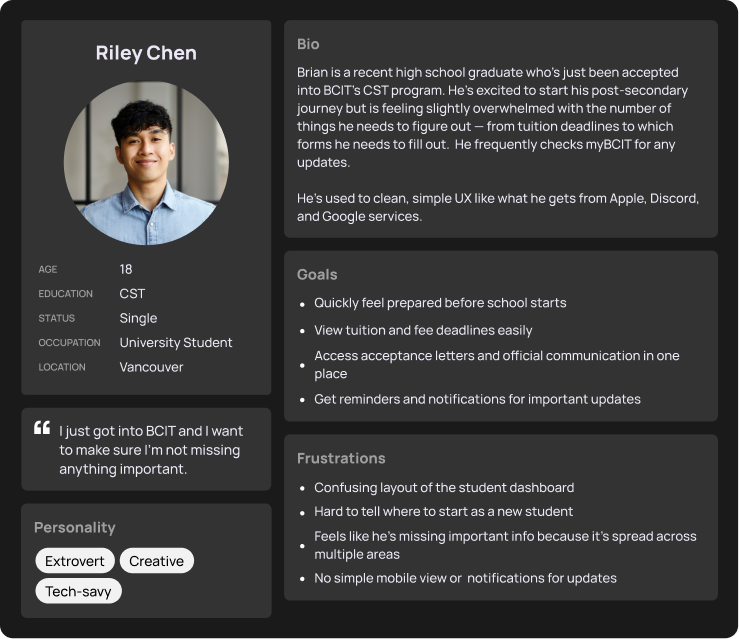 Riley Chen
AGE 18
EDUCATION CST
STATUS Single
OCCUPATION University Student
LOCATION Vancouver
“ I just got into BCIT and I want
to make sure I’m not missing
anything important.
Personality
Extrovert Creative
Tech-savy
Bio
Brian is a recent high school graduate who’s just been accepted
into BCIT’s CST program. He’s excited to start his post-secondary
journey but is feeling slightly overwhelmed with the number of
things he needs to figure out — from tuition deadlines to which
forms he needs to fill out.  He frequently checks myBCIT for any
updates.
He’s used to clean, simple UX like what he gets from Apple, Discord,
and Google services.
Goals
• Quickly feel prepared before school starts
• View tuition and fee deadlines easily
• Access acceptance letters and official communication in one
place
• Get reminders and notifications for important updates
Frustrations
• Confusing layout of the student dashboard
• Hard to tell where to start as a new student
• Feels like he’s missing important info because it’s spread across
multiple areas
• No simple mobile view or  notifications for updates